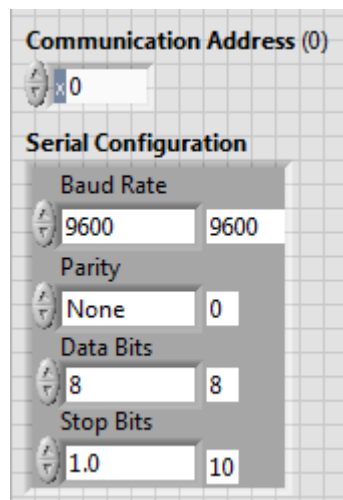 Communication Address (0)
x 0
Serial Configuration
Baud Rate
9600 9600
Parity
None 0
Data Bits
8 8
Stop Bits
1.0 10